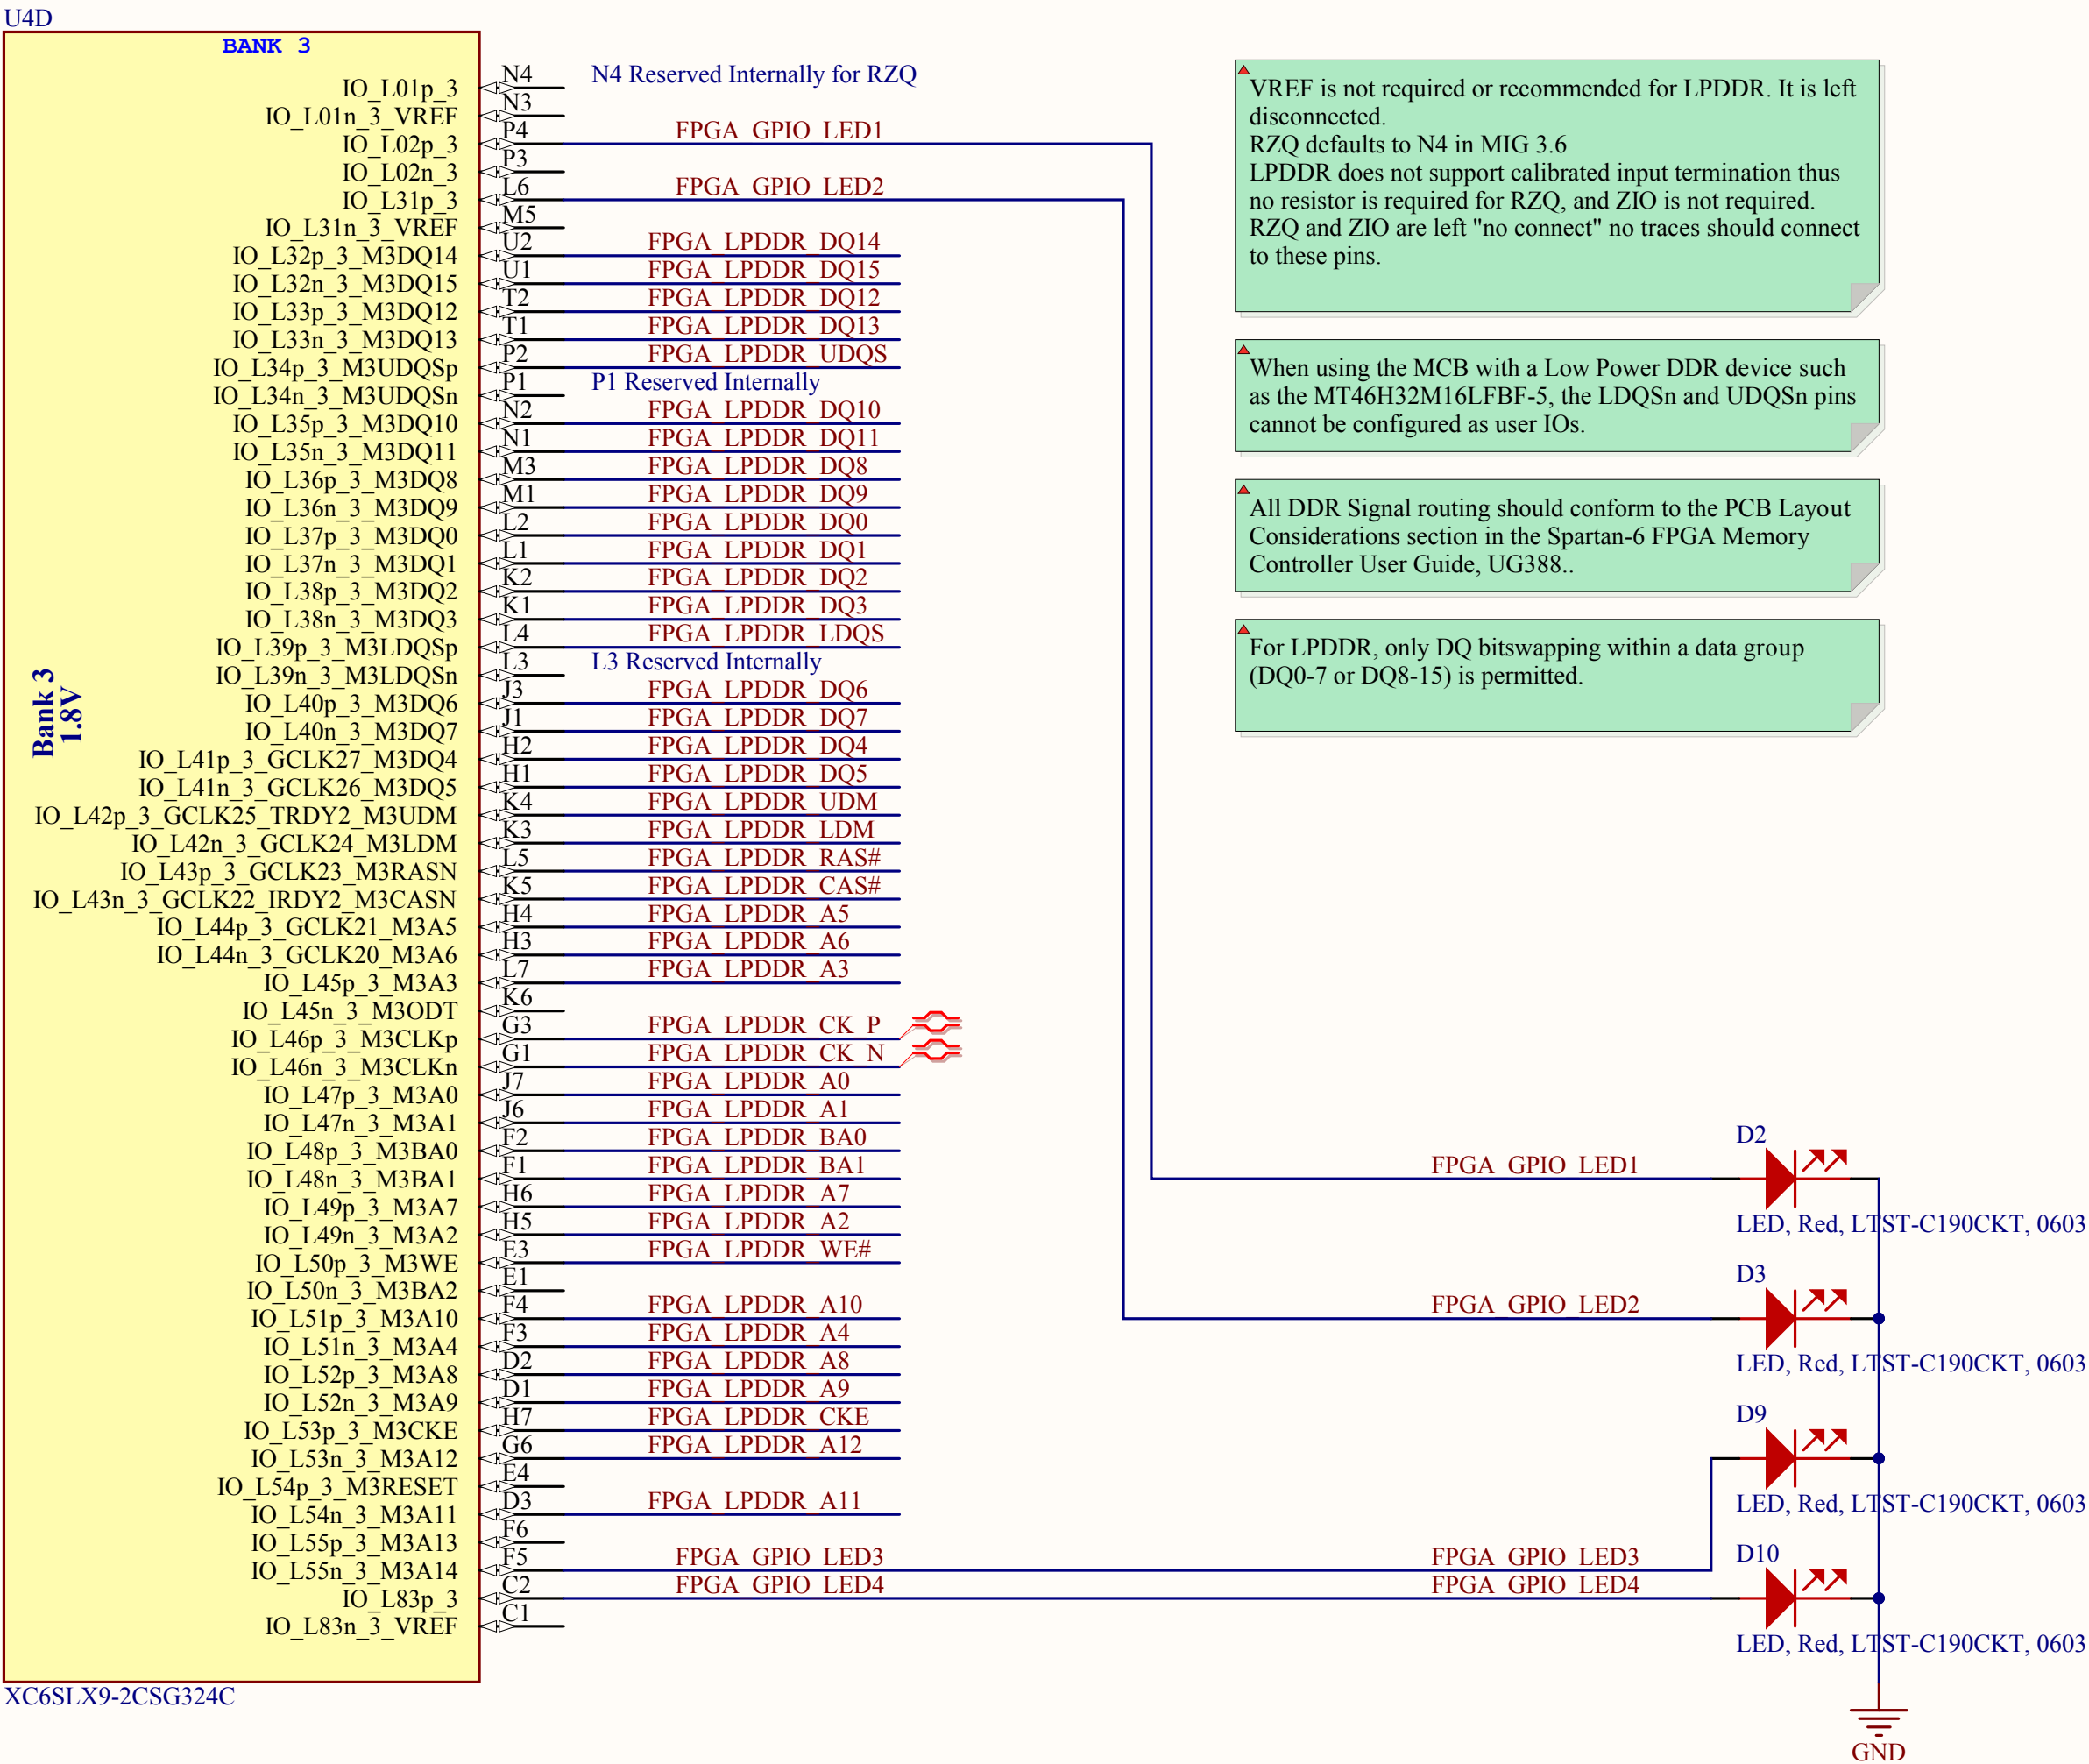 U4D
BANK 3
Bank 3
1.8V
IO_L01p_3 N4 N4 Reserved Internally for RZQ
IO_L01n_3_VREF N3
IO_L02p_3 P4 FPGA_GPIO_LED1
IO_L02n_3 P3
IO_L31p_3 L6 FPGA_GPIO_LED2
IO_L31n_3_VREF M5
IO_L32p_3_M3DQ14 U2 FPGA_LPDDR_DQ14
IO_L32n_3_M3DQ15 U1 FPGA_LPDDR_DQ15
IO_L33p_3_M3DQ12 T2 FPGA_LPDDR_DQ12
IO_L33n_3_M3DQ13 T1 FPGA_LPDDR_DQ13
IO_L34p_3_M3UDQSp P2 FPGA_LPDDR_UDQS
IO_L34n_3_M3UDQSn P1 P1 Reserved Internally
IO_L35p_3_M3DQ10 N2 FPGA_LPDDR_DQ10
IO_L35n_3_M3DQ11 N1 FPGA_LPDDR_DQ11
IO_L36p_3_M3DQ8 M3 FPGA_LPDDR_DQ8
IO_L36n_3_M3DQ9 M1 FPGA_LPDDR_DQ9
IO_L37p_3_M3DQ0 L2 FPGA_LPDDR_DQ0
IO_L37n_3_M3DQ1 L1 FPGA_LPDDR_DQ1
IO_L38p_3_M3DQ2 K2 FPGA_LPDDR_DQ2
IO_L38n_3_M3DQ3 K1 FPGA_LPDDR_DQ3
IO_L39p_3_M3LDQSp L4 FPGA_LPDDR_LDQS
IO_L39n_3_M3LDQSn L3 L3 Reserved Internally
IO_L40p_3_M3DQ6 J3 FPGA_LPDDR_DQ6
IO_L40n_3_M3DQ7 J1 FPGA_LPDDR_DQ7
IO_L41p_3_GCLK27_M3DQ4 H2 FPGA_LPDDR_DQ4
IO_L41n_3_GCLK26_M3DQ5 H1 FPGA_LPDDR_DQ5
IO_L42p_3_GCLK25_TRDY2_M3UDM K4 FPGA_LPDDR_UDM
IO_L42n_3_GCLK24_M3LDM K3 FPGA_LPDDR_LDM
IO_L43p_3_GCLK23_M3RASN L5 FPGA_LPDDR_RAS#
IO_L43n_3_GCLK22_IRDY2_M3CASN K5 FPGA_LPDDR_CAS#
IO_L44p_3_GCLK21_M3A5 H4 FPGA_LPDDR_A5
IO_L44n_3_GCLK20_M3A6 H3 FPGA_LPDDR_A6
IO_L45p_3_M3A3 L7 FPGA_LPDDR_A3
IO_L45n_3_M3ODT K6
IO_L46p_3_M3CLKp G3 FPGA_LPDDR_CK_P
IO_L46n_3_M3CLKn G1 FPGA_LPDDR_CK_N
IO_L47p_3_M3A0 J7 FPGA_LPDDR_A0
IO_L47n_3_M3A1 J6 FPGA_LPDDR_A1
IO_L48p_3_M3BA0 F2 FPGA_LPDDR_BA0
IO_L48n_3_M3BA1 F1 FPGA_LPDDR_BA1
IO_L49p_3_M3A7 H6 FPGA_LPDDR_A7
IO_L49n_3_M3A2 H5 FPGA_LPDDR_A2
IO_L50p_3_M3WE E3 FPGA_LPDDR_WE#
IO_L50n_3_M3BA2 E1
IO_L51p_3_M3A10 F4 FPGA_LPDDR_A10
IO_L51n_3_M3A4 F3 FPGA_LPDDR_A4
IO_L52p_3_M3A8 D2 FPGA_LPDDR_A8
IO_L52n_3_M3A9 D1 FPGA_LPDDR_A9
IO_L53p_3_M3CKE H7 FPGA_LPDDR_CKE
IO_L53n_3_M3A12 G6 FPGA_LPDDR_A12
IO_L54p_3_M3RESET E4
IO_L54n_3_M3A11 D3 FPGA_LPDDR_A11
IO_L55p_3_M3A13 F6
IO_L55n_3_M3A14 F5 FPGA_GPIO_LED3
IO_L83p_3 C2 FPGA_GPIO_LED4
IO_L83n_3_VREF C1
XC6SLX9-2CSG324C
VREF is not required or recommended for LPDDR. It is left
disconnected.
RZQ defaults to N4 in MIG 3.6
LPDDR does not support calibrated input termination thus
no resistor is required for RZQ, and ZIO is not required.
RZQ and ZIO are left "no connect" no traces should connect
to these pins.
When using the MCB with a Low Power DDR device such
as the MT46H32M16LFBF-5, the LDQSn and UDQSn pins
cannot be configured as user IOs.
All DDR Signal routing should conform to the PCB Layout
Considerations section in the Spartan-6 FPGA Memory
Controller User Guide, UG388..
For LPDDR, only DQ bitswapping within a data group
(DQ0-7 or DQ8-15) is permitted.
D2
FPGA_GPIO_LED1
LED, Red, LTST-C190CKT, 0603
D3
FPGA_GPIO_LED2
LED, Red, LTST-C190CKT, 0603
D9
LED, Red, LTST-C190CKT, 0603
FPGA_GPIO_LED3
D10
FPGA_GPIO_LED4
LED, Red, LTST-C190CKT, 0603
GND